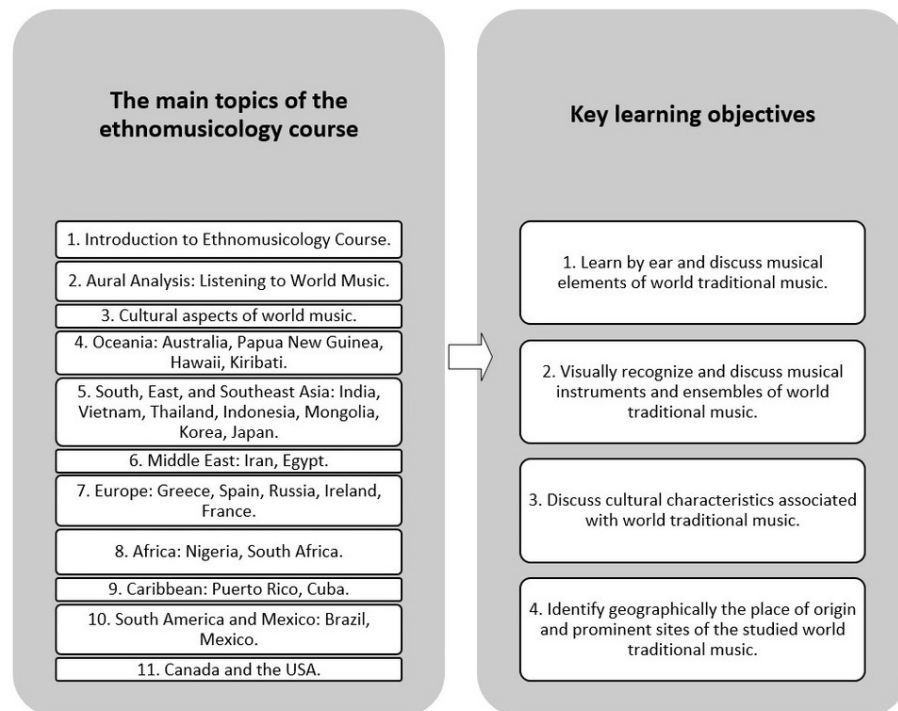 The main topics of the
ethnomusicology course
1. Introduction to Ethnomusicology Course.
2. Aural Analysis: Listening to World Music.
3. Cultural aspects of world music.
4. Oceania: Australia, Papua New Guinea,
Hawaii, Kiribati.
5. South, East, and Southeast Asia: India,
Vietnam, Thailand, Indonesia, Mongolia,
Korea, Japan.
6. Middle East: Iran, Egypt.
7. Europe: Greece, Spain, Russia, Ireland,
France.
8. Africa: Nigeria, South Africa.
9. Caribbean: Puerto Rico, Cuba.
10. South America and Mexico: Brazil,
Mexico.
11. Canada and the USA.
Key learning objectives
1. Learn by ear and discuss musical
elements of world traditional music.
2. Visually recognize and discuss musical
instruments and ensembles of world
traditional music.
3. Discuss cultural characteristics associated
with world traditional music.
4. Identify geographically the place of origin
and prominent sites of the studied world
traditional music.